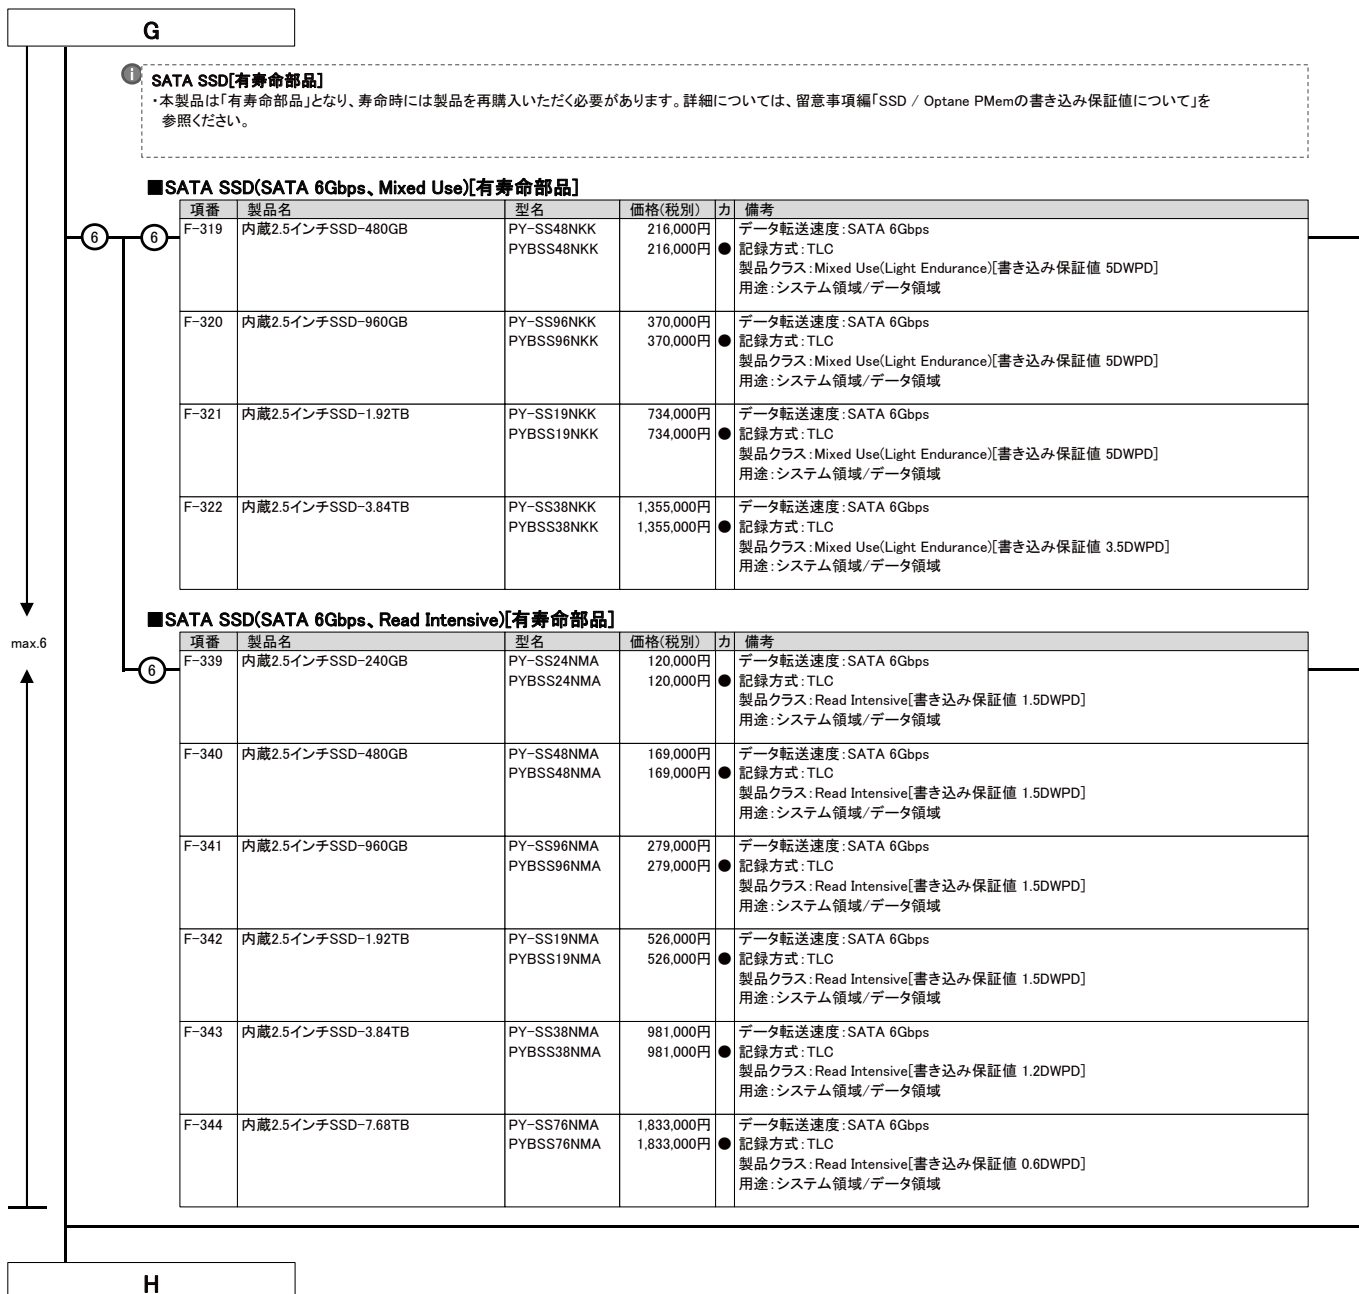 G
i
SATA SSD[有寿命部品]
・本製品は「有寿命部品」となり、寿命時には製品を再購入いただく必要があります。詳細については、留意事項編「SSD / Optane PMemの書き込み保証値について」を
参照ください。
■SATA SSD(SATA 6Gbps、Mixed Use)[有寿命部品]
項番 製品名 型名 価格(税別) カ 備考
6 6 F-319 内蔵2.5インチSSD-480GB PY-SS48NKK 216,000円 データ転送速度：SATA 6Gbps
PYBSS48NKK 216,000円 ● 記録方式：TLC
製品クラス：Mixed Use(Light Endurance)[書き込み保証値 5DWPD]
用途：システム領域/データ領域
F-320 内蔵2.5インチSSD-960GB PY-SS96NKK 370,000円 データ転送速度：SATA 6Gbps
PYBSS96NKK 370,000円 ● 記録方式：TLC
製品クラス：Mixed Use(Light Endurance)[書き込み保証値 5DWPD]
用途：システム領域/データ領域
F-321 内蔵2.5インチSSD-1.92TB PY-SS19NKK 734,000円 データ転送速度：SATA 6Gbps
PYBSS19NKK 734,000円 ● 記録方式：TLC
製品クラス：Mixed Use(Light Endurance)[書き込み保証値 5DWPD]
用途：システム領域/データ領域
F-322 内蔵2.5インチSSD-3.84TB PY-SS38NKK 1,355,000円 データ転送速度：SATA 6Gbps
PYBSS38NKK 1,355,000円 ● 記録方式：TLC
製品クラス：Mixed Use(Light Endurance)[書き込み保証値 3.5DWPD]
用途：システム領域/データ領域
■SATA SSD(SATA 6Gbps、Read Intensive)[有寿命部品]
max.6
項番 製品名 型名 価格(税別) カ 備考
6 F-339 内蔵2.5インチSSD-240GB PY-SS24NMA 120,000円 データ転送速度：SATA 6Gbps
PYBSS24NMA 120,000円 ● 記録方式：TLC
製品クラス：Read Intensive[書き込み保証値 1.5DWPD]
用途：システム領域/データ領域
F-340 内蔵2.5インチSSD-480GB PY-SS48NMA 169,000円 データ転送速度：SATA 6Gbps
PYBSS48NMA 169,000円 ● 記録方式：TLC
製品クラス：Read Intensive[書き込み保証値 1.5DWPD]
用途：システム領域/データ領域
F-341 内蔵2.5インチSSD-960GB PY-SS96NMA 279,000円 データ転送速度：SATA 6Gbps
PYBSS96NMA 279,000円 ● 記録方式：TLC
製品クラス：Read Intensive[書き込み保証値 1.5DWPD]
用途：システム領域/データ領域
F-342 内蔵2.5インチSSD-1.92TB PY-SS19NMA 526,000円 データ転送速度：SATA 6Gbps
PYBSS19NMA 526,000円 ● 記録方式：TLC
製品クラス：Read Intensive[書き込み保証値 1.5DWPD]
用途：システム領域/データ領域
F-343 内蔵2.5インチSSD-3.84TB PY-SS38NMA 981,000円 データ転送速度：SATA 6Gbps
PYBSS38NMA 981,000円 ● 記録方式：TLC
製品クラス：Read Intensive[書き込み保証値 1.2DWPD]
用途：システム領域/データ領域
F-344 内蔵2.5インチSSD-7.68TB PY-SS76NMA 1,833,000円 データ転送速度：SATA 6Gbps
PYBSS76NMA 1,833,000円 ● 記録方式：TLC
製品クラス：Read Intensive[書き込み保証値 0.6DWPD]
用途：システム領域/データ領域
H